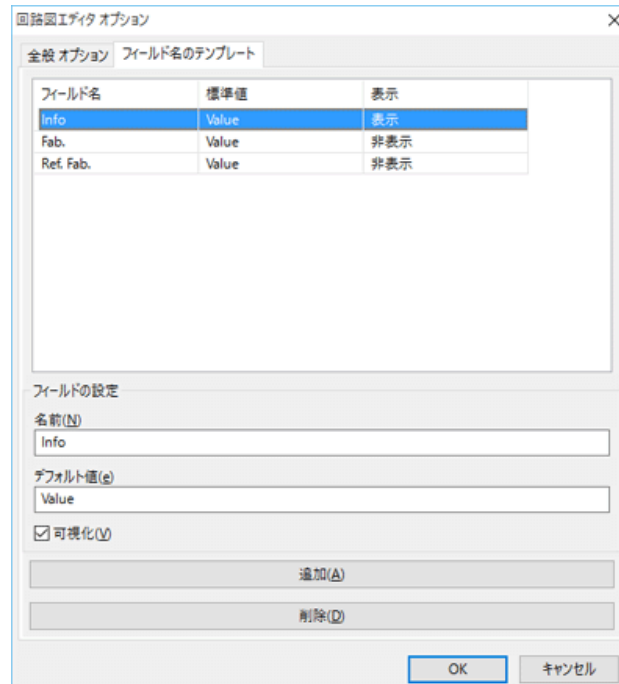 回路図エディタ オプション
全般 オプション フィールド名のテンプレート
フィールド名 標準値 表示
Info Value 表示
Fab. Value 非表示
Ref. Fab. Value 非表示
フィールドの設定
名前(N)
Info
デフォルト値(e)
Value
可視化(V)
追加(A)
削除(D)
OK キャンセル